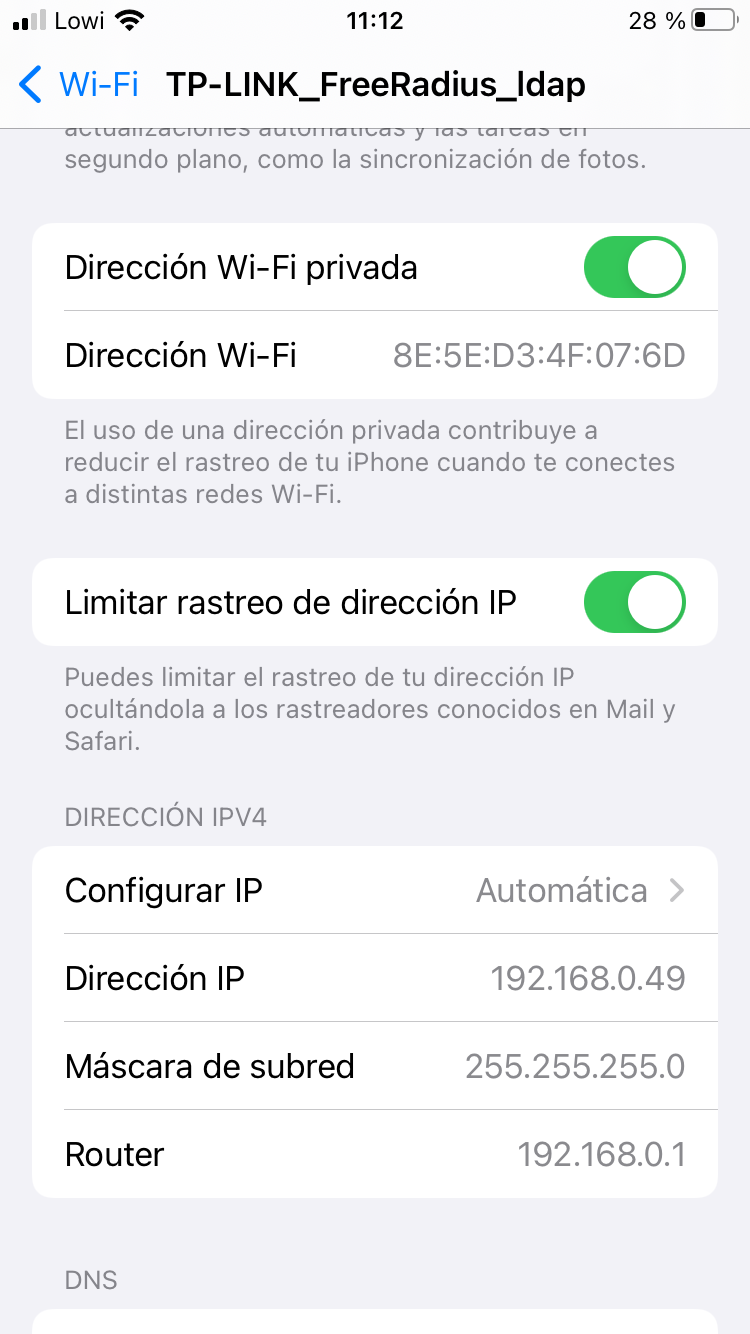 Lowi 11:12 28 %
Wi-Fi TP-LINK_FreeRadius_ldap
actualizaciones automáticas y las tareas en
segundo plano, como la sincronización de fotos.
Dirección Wi-Fi privada
Dirección Wi-Fi 8E:5E:D3:4F:07:6D
El uso de una dirección privada contribuye a
reducir el rastreo de tu iPhone cuando te conectes
a distintas redes Wi-Fi.
Limitar rastreo de dirección IP
Puedes limitar el rastreo de tu dirección IP
ocultándola a los rastreadores conocidos en Mail y
Safari.
DIRECCIÓN IPV4
Configurar IP Automática
Dirección IP 192.168.0.49
Máscara de subred 255.255.255.0
Router 192.168.0.1
DNS